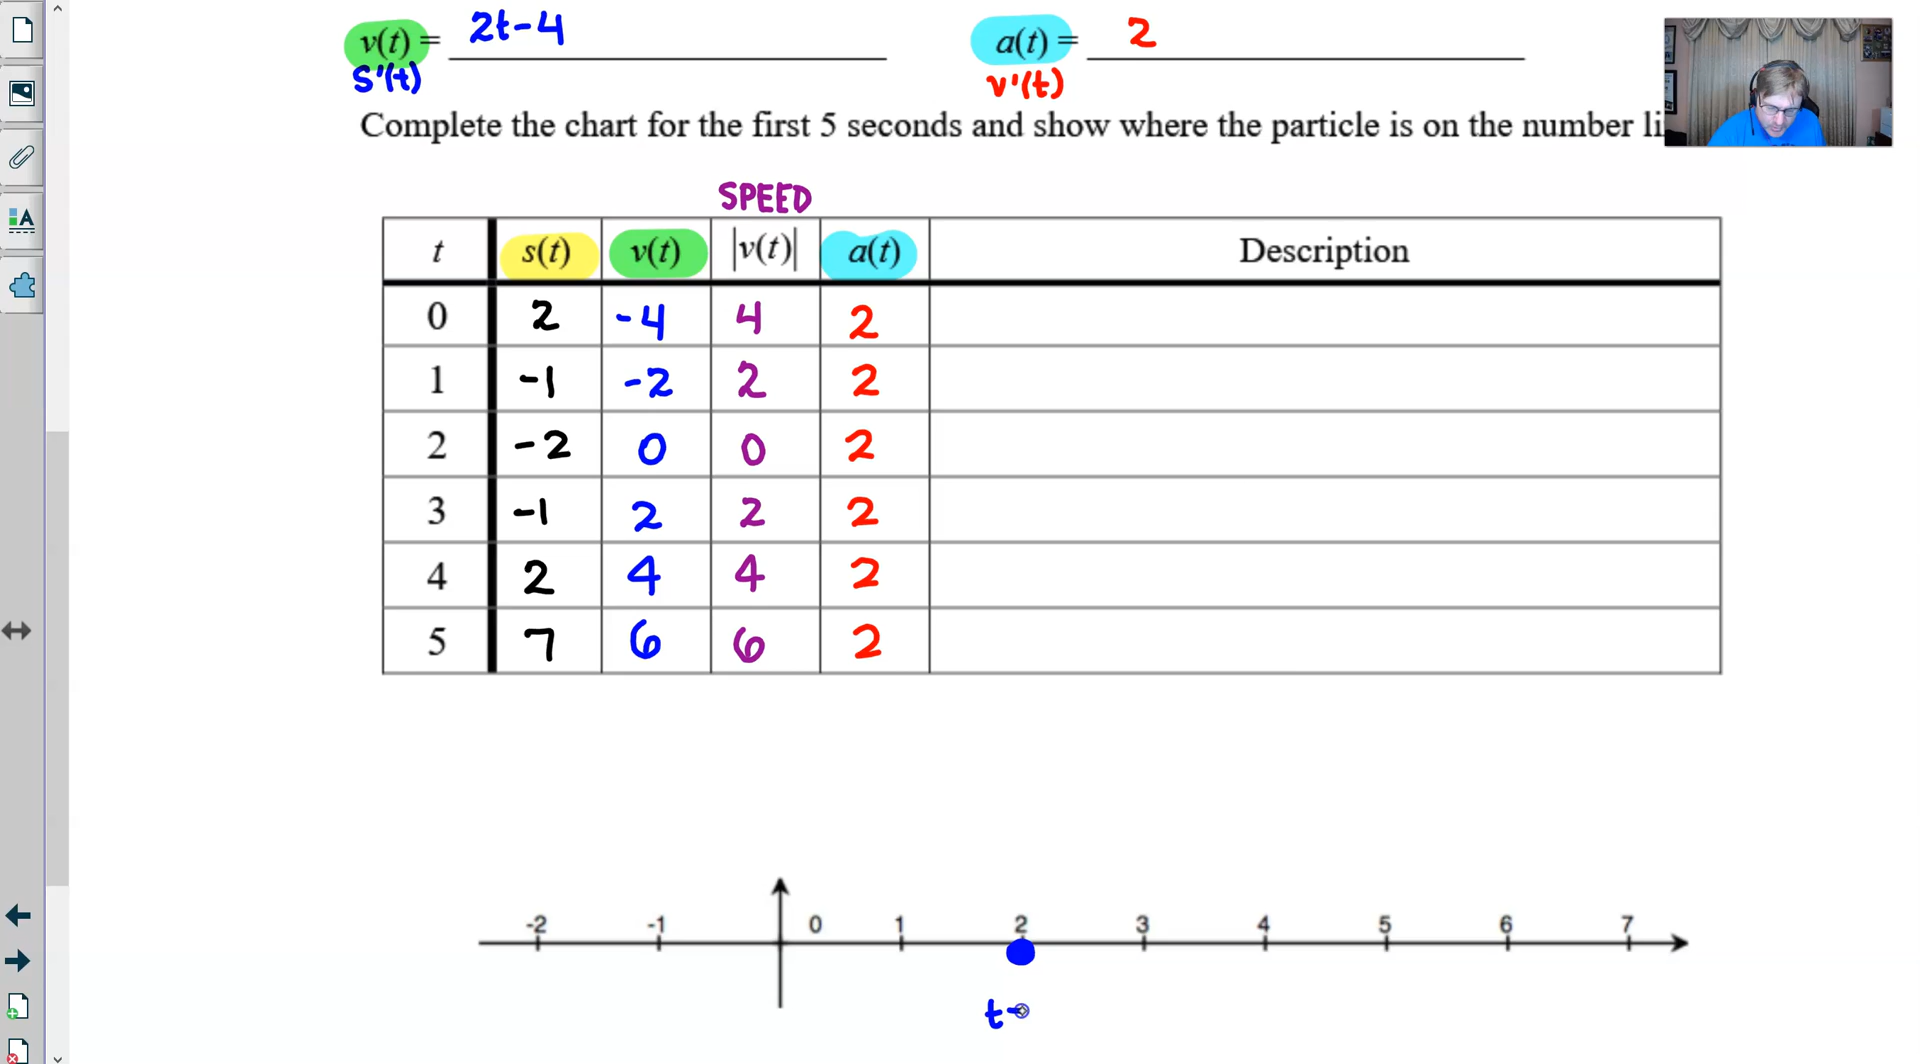 v(t) = 2t-4 a(t) = 2
s'(t) v'(t)
Complete the chart for the first 5 seconds and show where the particle is on the number li
SPEED
t s(t) v(t) |v(t)| a(t) Description
0 2 -4 4 2
1 -1 -2 2 2
2 -2 0 0 2
3 -1 2 2 2
4 2 4 4 2
5 7 6 6 2
-2 -1 0 1 2 3 4 5 6 7
t-